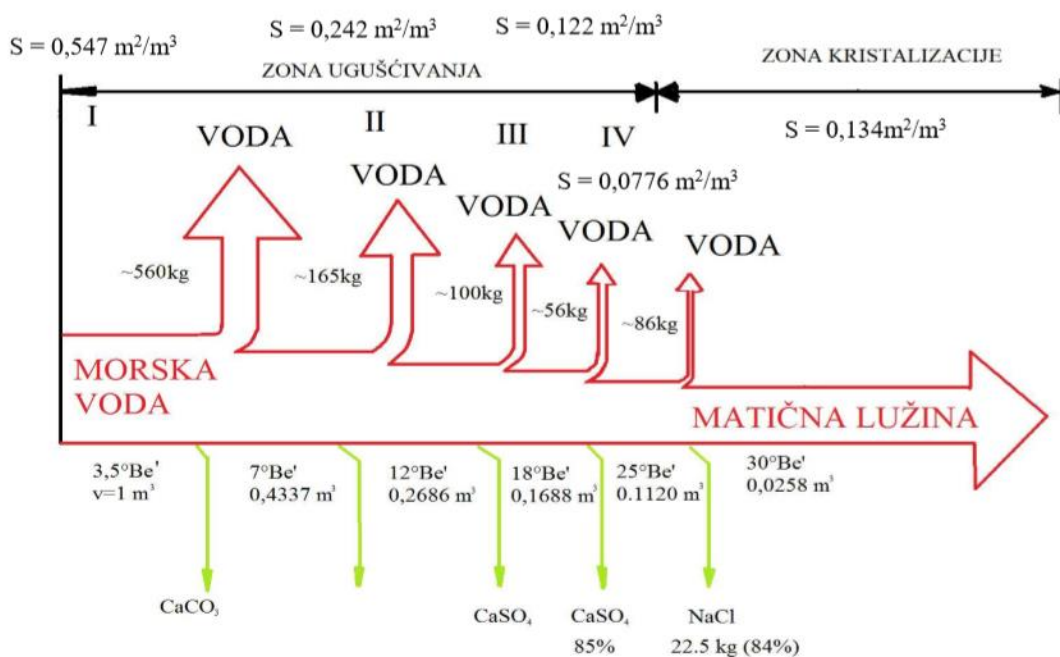 S = 0,547 m²/m³
S = 0,242 m²/m³
S = 0,122 m²/m³
ZONA UGUŠĆIVANJA
ZONA KRISTALIZACIJE
I
II
III
IV
S = 0,134m²/m³
S = 0,0776 m²/m³
VODA
VODA
VODA
VODA
VODA
~560kg
~165kg
~100kg
~56kg
~86kg
MORSKA
VODA
MATIČNA LUŽINA
3,5°Be'
v=1 m³
7°Be'
0,4337 m³
12°Be'
0,2686 m³
18°Be'
0,1688 m³
25°Be'
0.1120 m³
30°Be'
0,0258 m³
CaCO₃
CaSO₄
CaSO₄
85%
NaCl
22.5 kg (84%)